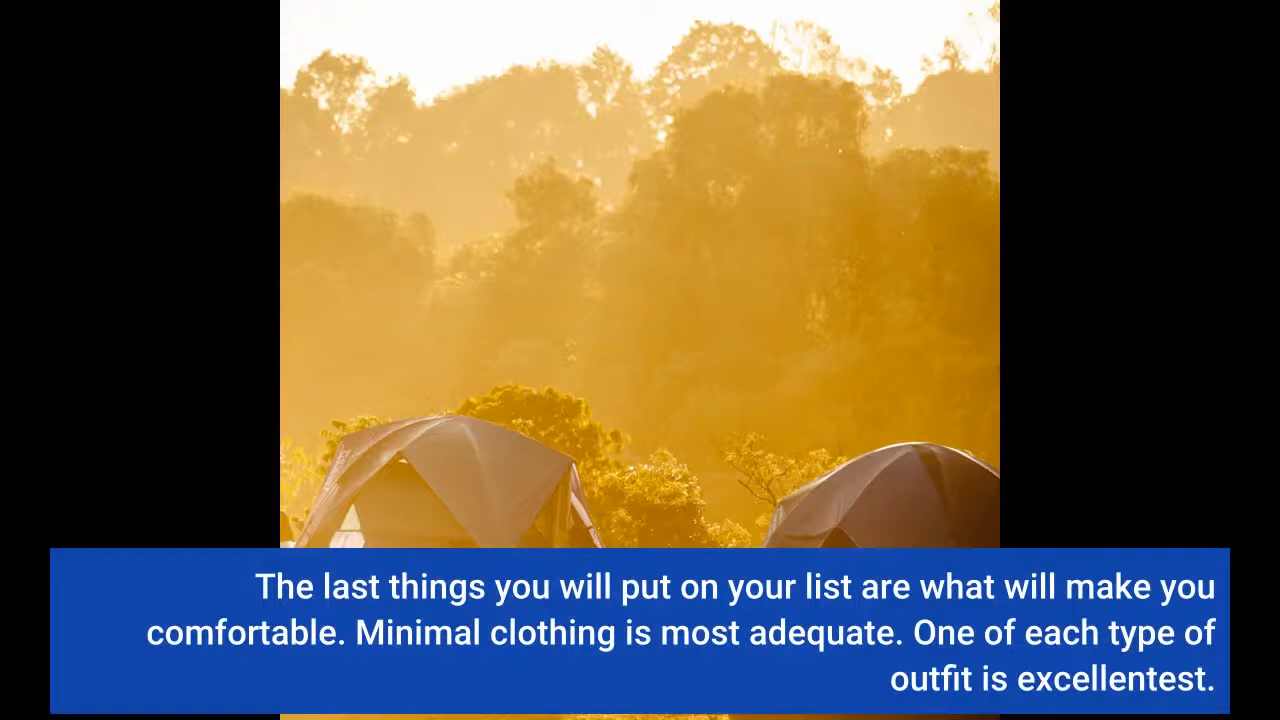 The last things you will put on your list are what will make you
comfortable. Minimal clothing is most adequate. One of each type of
outfit is excellentest.